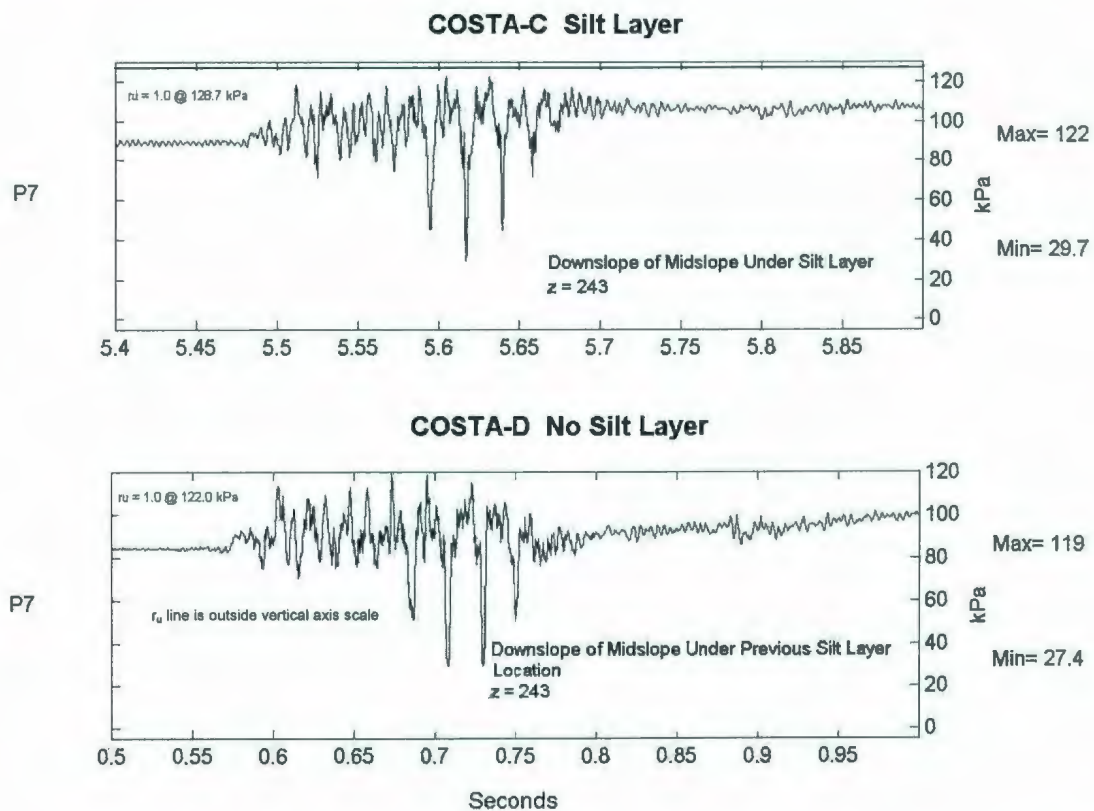 COSTA-C Silt Layer
ru = 1.0 @ 128.7 kPa
P7
120
100
80
60
40
20
0
kPa
Max= 122
Min= 29.7
Downslope of Midslope Under Silt Layer
z = 243
5.4 5.45 5.5 5.55 5.6 5.65 5.7 5.75 5.8 5.85
COSTA-D No Silt Layer
ru = 1.0 @ 122.0 kPa
P7
120
100
80
60
40
20
0
kPa
Max= 119
Min= 27.4
ru line is outside vertical axis scale
Downslope of Midslope Under Previous Silt Layer
Location
z = 243
0.5 0.55 0.6 0.65 0.7 0.75 0.8 0.85 0.9 0.95
Seconds